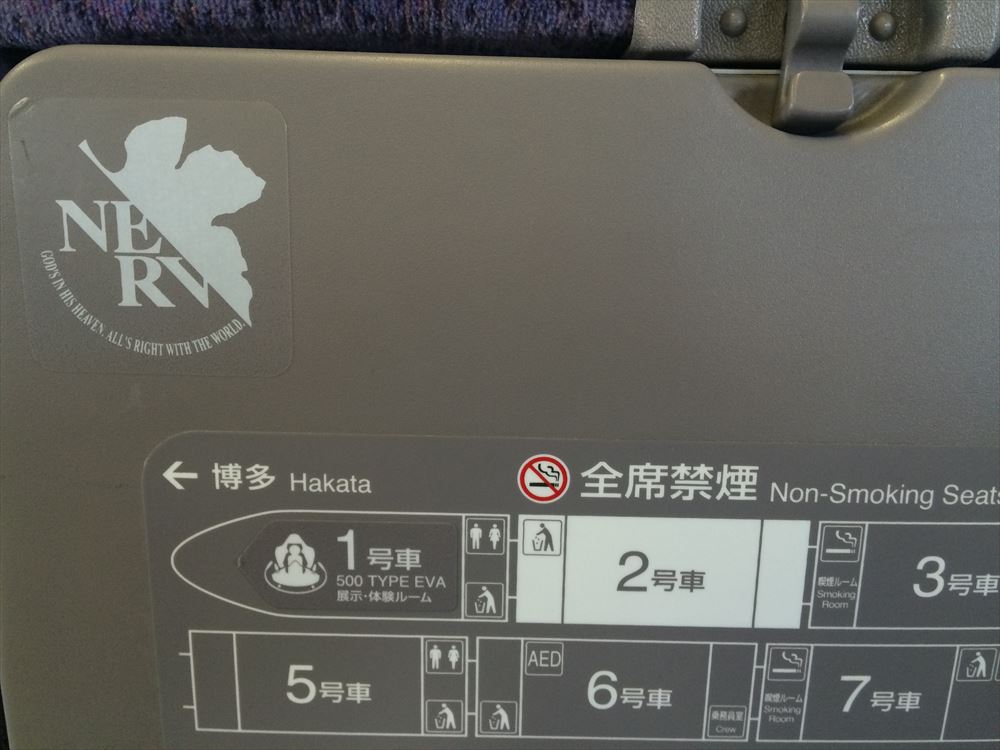 NE
RV
GOD'S IN HIS HEAVEN. ALL'S RIGHT WITH THE WORLD.
← 博多 Hakata
全席禁煙 Non-Smoking Seats
1号車
500 TYPE EVA
展示・体験ルーム
2号車
喫煙ルーム
Smoking
Room
3号車
5号車
AED
6号車
乗務員室
Crew
喫煙ルーム
Smoking
Room
7号車